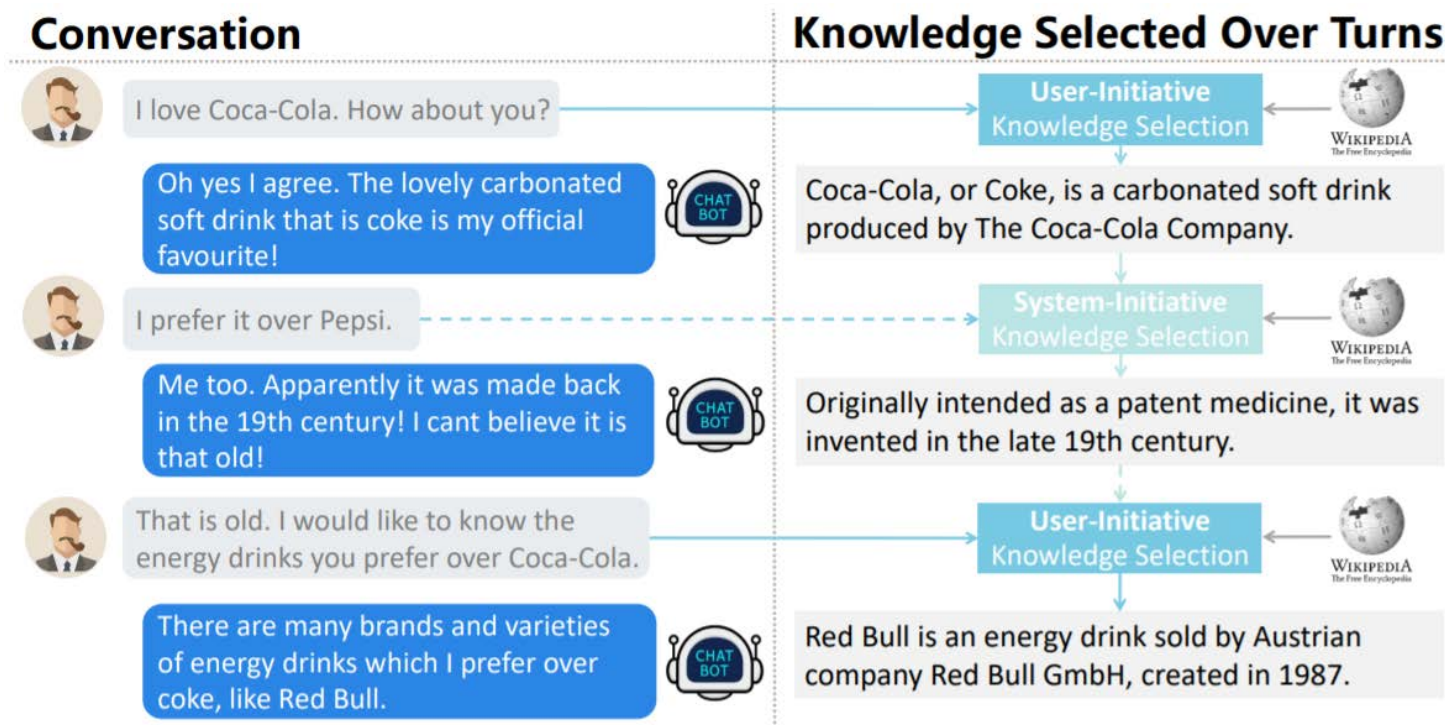 Conversation
Knowledge Selected Over Turns
I love Coca-Cola. How about you?
User-Initiative
Knowledge Selection
WIKIPEDIA
The Free Encyclopedia
Oh yes I agree. The lovely carbonated
soft drink that is coke is my official
favourite!
CHAT
BOT
Coca-Cola, or Coke, is a carbonated soft drink
produced by The Coca-Cola Company.
I prefer it over Pepsi.
System-Initiative
Knowledge Selection
WIKIPEDIA
The Free Encyclopedia
Me too. Apparently it was made back
in the 19th century! I cant believe it is
that old!
CHAT
BOT
Originally intended as a patent medicine, it was
invented in the late 19th century.
That is old. I would like to know the
energy drinks you prefer over Coca-Cola.
User-Initiative
Knowledge Selection
WIKIPEDIA
The Free Encyclopedia
There are many brands and varieties
of energy drinks which I prefer over
coke, like Red Bull.
CHAT
BOT
Red Bull is an energy drink sold by Austrian
company Red Bull GmbH, created in 1987.